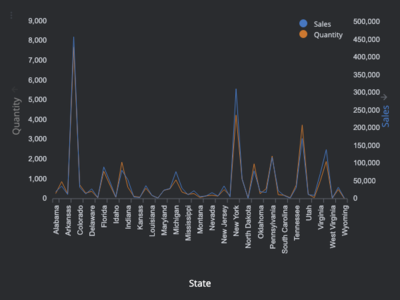 9,000
8,000
7,000
6,000
5,000
4,000
3,000
2,000
1,000
0
Quantity
Sales
Quantity
500,000
450,000
400,000
350,000
300,000
250,000
200,000
150,000
100,000
50,000
0
Sales
Alabama
Arkansas
Colorado
Delaware
Florida
Idaho
Indiana
Kansas
Louisiana
Maryland
Michigan
Mississippi
Montana
Nevada
New Jersey
New York
North Dakota
Oklahoma
Pennsylvania
South Carolina
Tennessee
Utah
Virginia
West Virginia
Wyoming
State